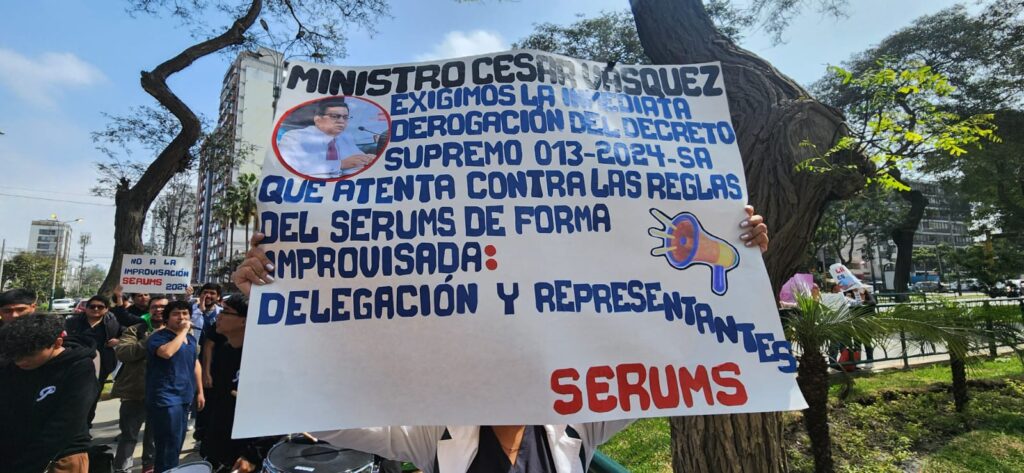 MINISTRO CESAR VASQUEZ
EXIGIMOS LA INMEDIATA
DEROGACIÓN DEL DECRETO
SUPREMO 013-2024-SA
QUE ATENTA CONTRA LAS REGLAS
DEL SERUMS DE FORMA
IMPROVISADA:
DELEGACIÓN Y REPRESENTANTES
SERUMS
NO A LA
IMPROVISACIÓN
SERUMS
2024